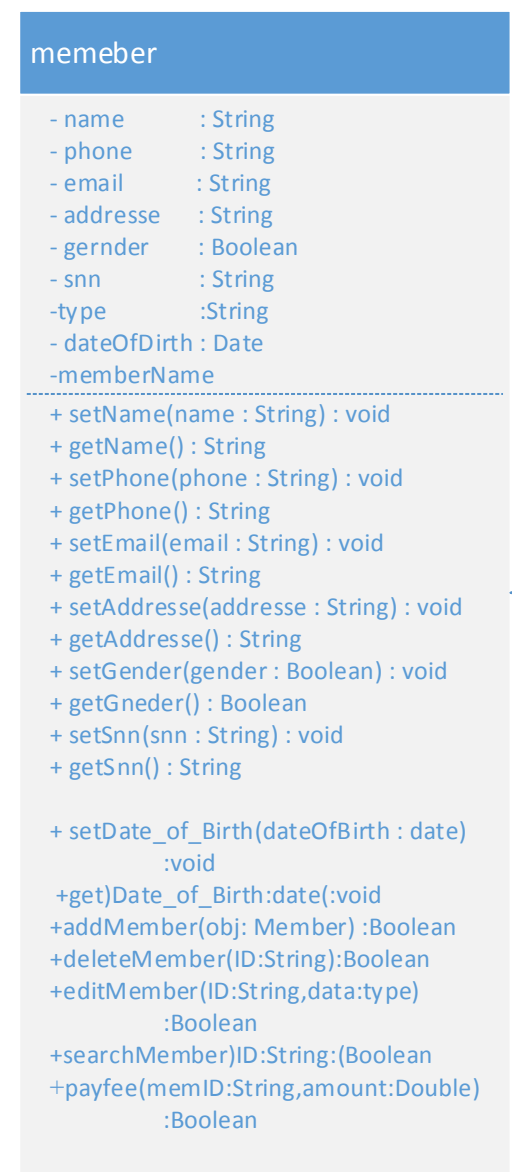 memeber
- name : String
- phone : String
- email : String
- addresse : String
- gernder : Boolean
- snn : String
-type :String
- dateOfDirth : Date
-memberName
+ setName(name : String) : void
+ getName() : String
+ setPhone(phone : String) : void
+ getPhone() : String
+ setEmail(email : String) : void
+ getEmail() : String
+ setAddresse(addresse : String) : void
+ getAddresse() : String
+ setGender(gender : Boolean) : void
+ getGneder() : Boolean
+ setSnn(snn : String) : void
+ getSnn() : String
+ setDate_of_Birth(dateOfBirth : date)
:void
+get)Date_of_Birth:date(:void
+addMember(obj: Member) :Boolean
+deleteMember(ID:String):Boolean
+editMember(ID:String,data:type)
:Boolean
+searchMember)ID:String:(Boolean
+payfee(memID:String,amount:Double)
:Boolean